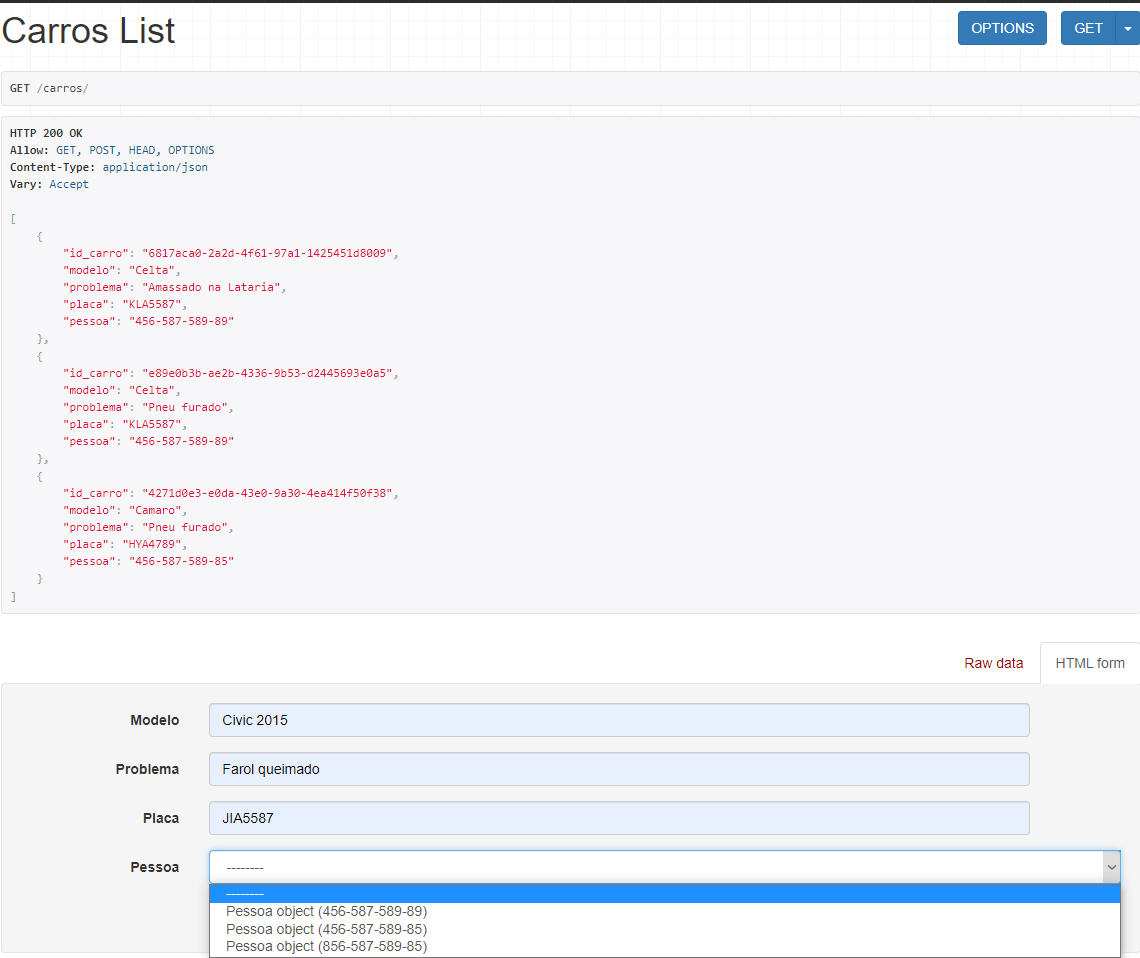 Carros List
OPTIONS
GET
GET /carros/
HTTP 200 OK
Allow: GET, POST, HEAD, OPTIONS
Content-Type: application/json
Vary: Accept
[
    {
        "id_carro": "6817aca0-2a2d-4f61-97a1-1425451d8009",
        "modelo": "Celta",
        "problema": "Amassado na Lataria",
        "placa": "KLA5587",
        "pessoa": "456-587-589-89"
    },
    {
        "id_carro": "e89e0b3b-ae2b-4336-9b53-d2445693e0a5",
        "modelo": "Celta",
        "problema": "Pneu furado",
        "placa": "KLA5587",
        "pessoa": "456-587-589-89"
    },
    {
        "id_carro": "4271d0e3-e0da-43e0-9a30-4ea414f50f38",
        "modelo": "Camaro",
        "problema": "Pneu furado",
        "placa": "HYA4789",
        "pessoa": "456-587-589-85"
    }
]
Raw data
HTML form
Modelo
Civic 2015
Problema
Farol queimado
Placa
JIA5587
Pessoa
--------
--------
Pessoa object (456-587-589-89)
Pessoa object (456-587-589-85)
Pessoa object (856-587-589-85)